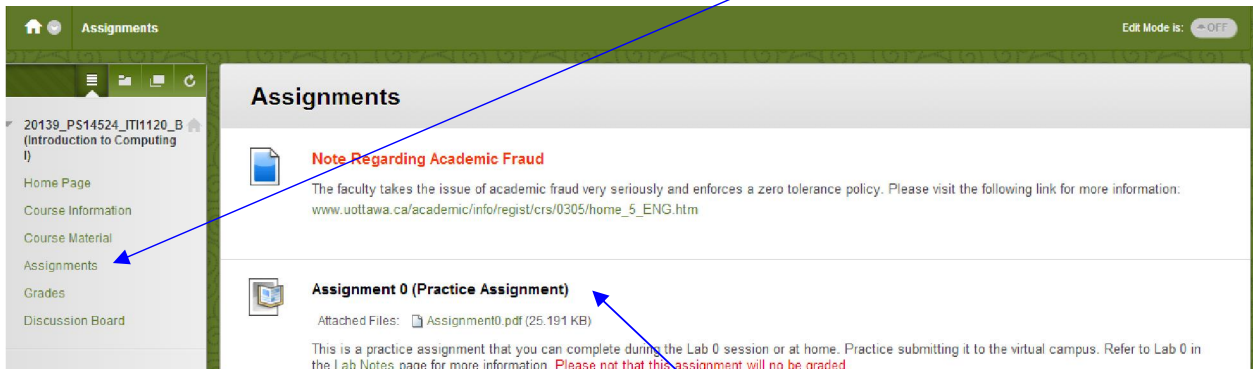 Assignments
Edit Mode is: OFF
20139_PS14524_ITI1120_B
(Introduction to Computing
I)
Home Page
Course Information
Course Material
Assignments
Grades
Discussion Board
Assignments
Note Regarding Academic Fraud
The faculty takes the issue of academic fraud very seriously and enforces a zero tolerance policy. Please visit the following link for more information:
www.uottawa.ca/academic/info/regist/crs/0305/home_5_ENG.htm
Assignment 0 (Practice Assignment)
Attached Files: Assignment0.pdf (25.191 KB)
This is a practice assignment that you can complete during the Lab 0 session or at home. Practice submitting it to the virtual campus. Refer to Lab 0 in
the Lab Notes page for more information. Please not that this assignment will no be graded